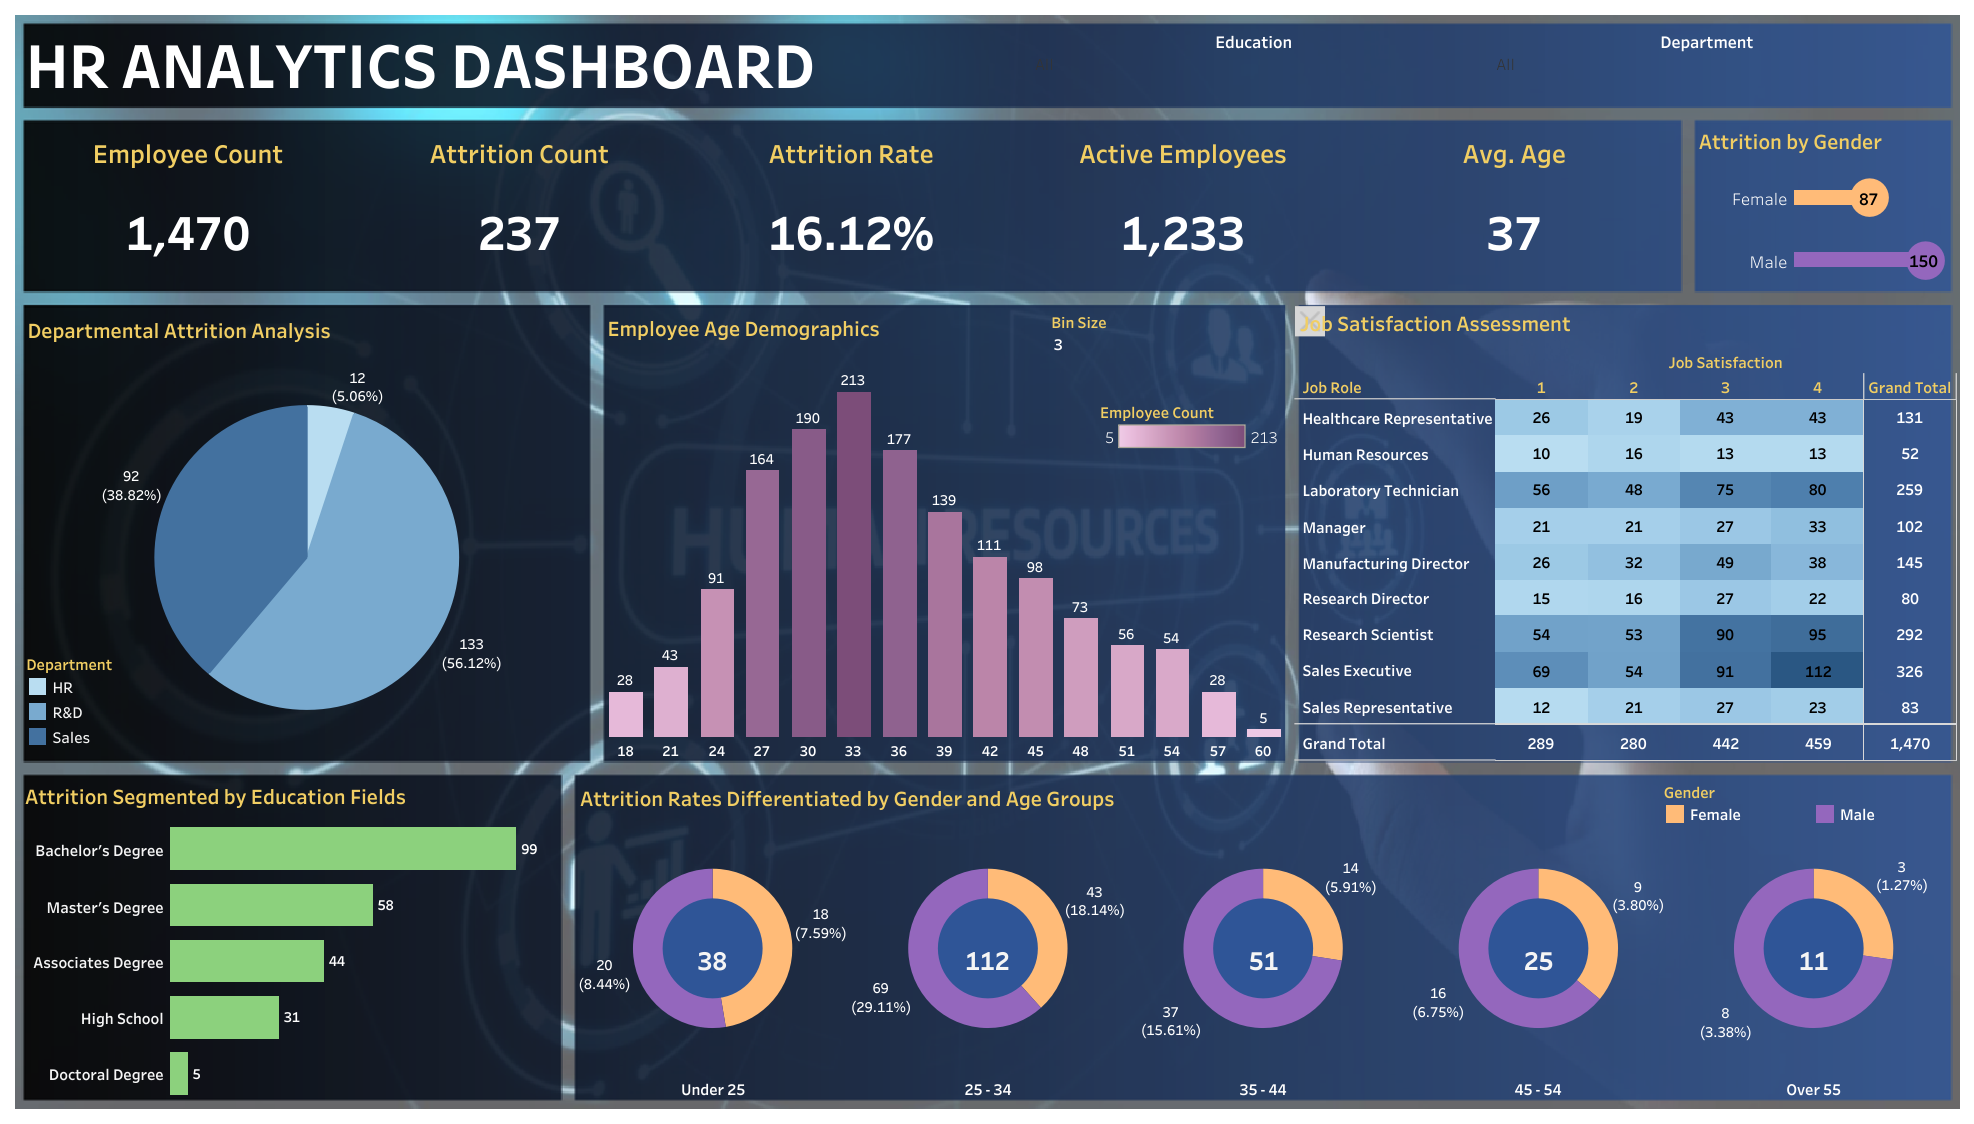 HR ANALYTICS DASHBOARD
Education
Department
All
Employee Count
Attrition Count
Attrition Rate
Active Employees
Avg. Age
1,470
237
16.12%
1,233
37
Attrition by Gender
Female 87
Male 150
Departmental Attrition Analysis
12
(5.06%)
92
(38.82%)
133
(56.12%)
Department
HR
R&D
Sales
Employee Age Demographics
Bin Size
3
Employee Count
5 213
28 43 91 164 190 213 177 139 111 98 73 56 54 28 5
18 21 24 27 30 33 36 39 42 45 48 51 54 57 60
HUMAN RESOURCES
Job Satisfaction Assessment
Job Satisfaction
Job Role 1 2 3 4 Grand Total
Healthcare Representative 26 19 43 43 131
Human Resources 10 16 13 13 52
Laboratory Technician 56 48 75 80 259
Manager 21 21 27 33 102
Manufacturing Director 26 32 49 38 145
Research Director 15 16 27 22 80
Research Scientist 54 53 90 95 292
Sales Executive 69 54 91 112 326
Sales Representative 12 21 27 23 83
Grand Total 289 280 442 459 1,470
Attrition Segmented by Education Fields
Bachelor’s Degree 99
Master’s Degree 58
Associates Degree 44
High School 31
Doctoral Degree 5
Attrition Rates Differentiated by Gender and Age Groups
Gender
Female Male
18
(7.59%)
20
(8.44%)
38
Under 25
43
(18.14%)
69
(29.11%)
112
25 - 34
14
(5.91%)
37
(15.61%)
51
35 - 44
9
(3.80%)
16
(6.75%)
25
45 - 54
3
(1.27%)
8
(3.38%)
11
Over 55